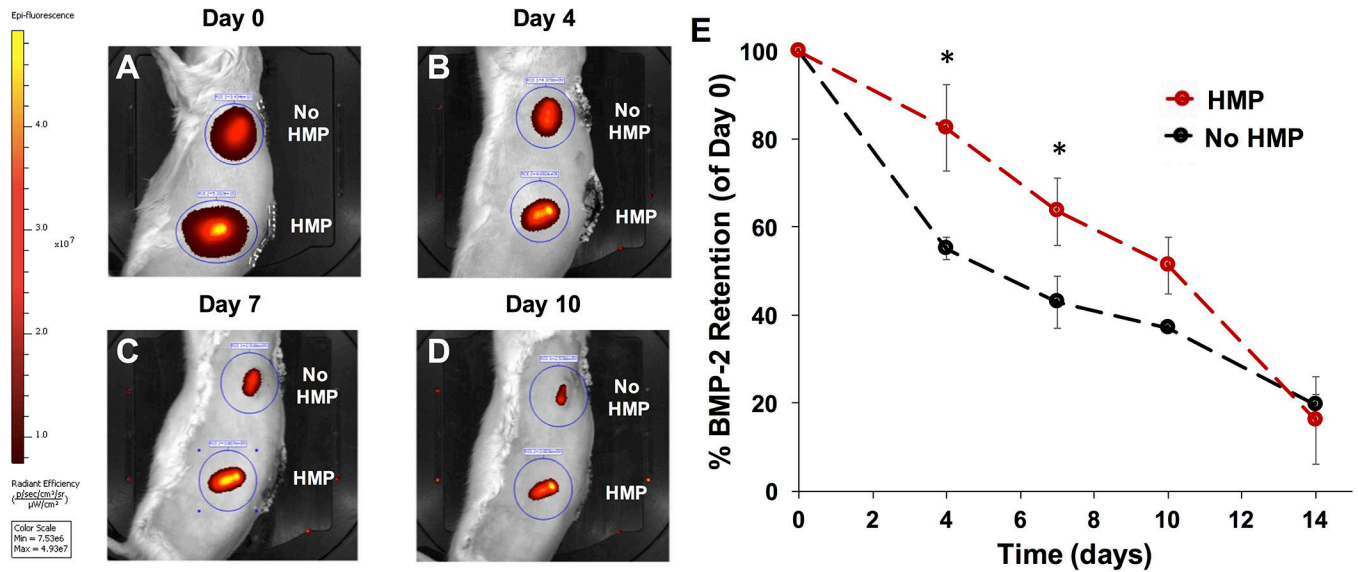 Epi-fluorescence
4.0
3.0
x10⁷
2.0
1.0
Radiant Efficiency
(p/sec/cm²/sr
µW/cm²)
Color Scale
Min = 7.53e6
Max = 4.93e7
Day 0
A
No
HMP
HMP
Day 4
B
No
HMP
HMP
Day 7
C
No
HMP
HMP
Day 10
D
No
HMP
HMP
E
% BMP-2 Retention (of Day 0)
100
80
60
40
20
0
*
*
HMP
No HMP
0 2 4 6 8 10 12 14
Time (days)